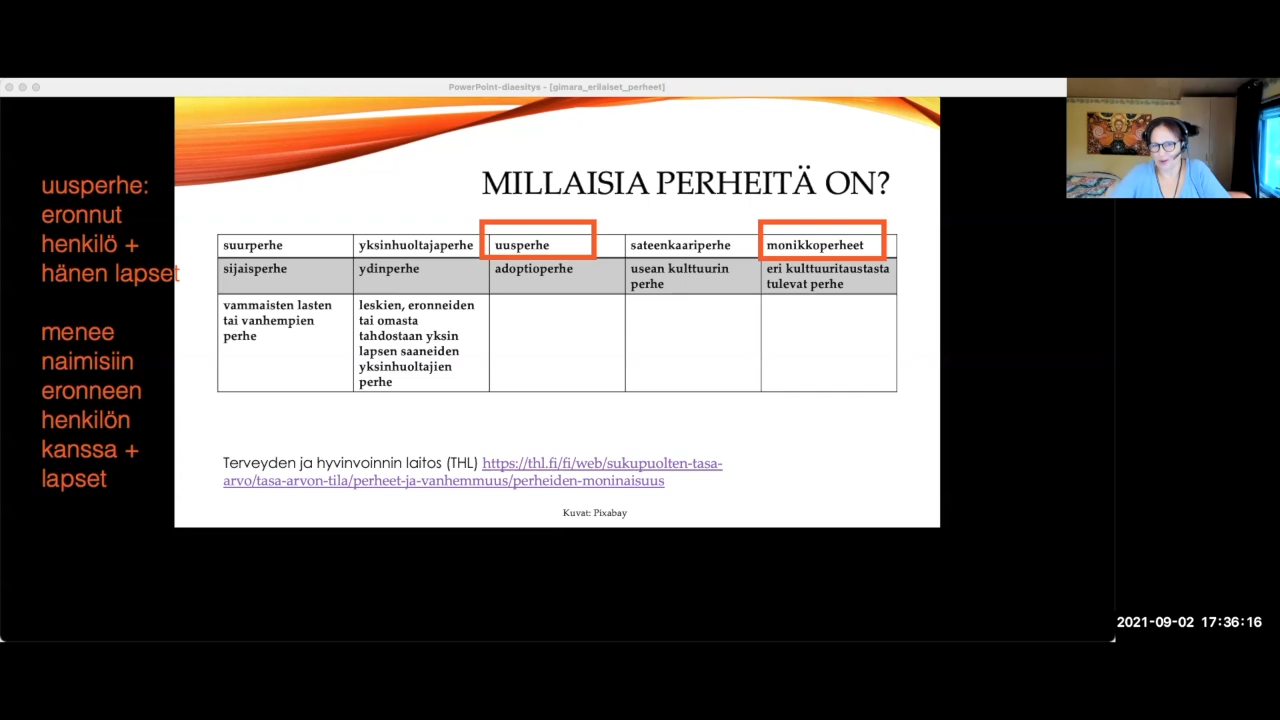 PowerPoint-diaesitys - [gimara_erilaiset_perheet]
uusperhe:
eronnut
henkilö +
hänen lapset
menee
naimisiin
eronneen
henkilön
kanssa +
lapset
MILLAISIA PERHEITÄ ON?
suurperhe
yksinhuoltajaperhe
uusperhe
sateenkaariperhe
monikkoperheet
sijaisperhe
ydinperhe
adoptioperhe
usean kulttuurin
perhe
eri kulttuuritaustasta
tulevat perhe
vammaisten lasten
tai vanhempien
perhe
leskien, eronneiden
tai omasta
tahdostaan yksin
lapsen saaneiden
yksinhuoltajien
perhe
Terveyden ja hyvinvoinnin laitos (THL) https://thl.fi/fi/web/sukupuolten-tasa-
arvo/tasa-arvon-tila/perheet-ja-vanhemmuus/perheiden-moninaisuus
Kuvat: Pixabay
2021-09-02 17:36:16